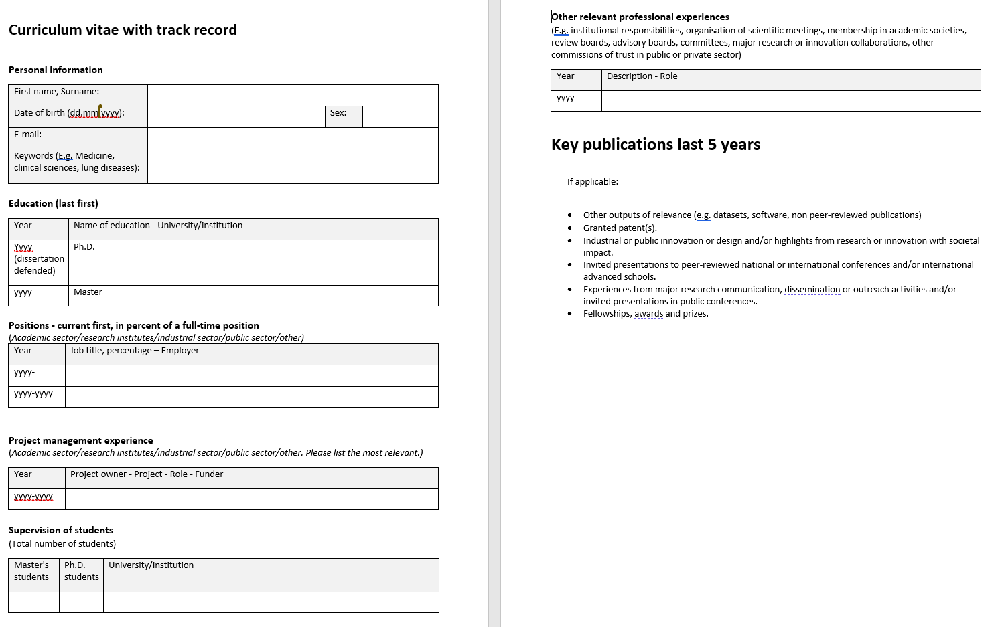 Curriculum vitae with track record
Personal information
First name, Surname:
Date of birth (dd.mm.yyyy):
Sex:
E-mail:
Keywords (E.g. Medicine,
clinical sciences, lung diseases):
Education (last first)
Year
Name of education - University/institution
Yyyy
(dissertation
defended)
Ph.D.
yyyy
Master
Positions - current first, in percent of a full-time position
(Academic sector/research institutes/industrial sector/public sector/other)
Year
Job title, percentage – Employer
yyyy-
yyyy-yyyy
Project management experience
(Academic sector/research institutes/industrial sector/public sector/other. Please list the most relevant.)
Year
Project owner - Project - Role - Funder
yyyy-yyyy
Supervision of students
(Total number of students)
Master's
students
Ph.D.
students
University/institution
Other relevant professional experiences
(E.g. institutional responsibilities, organisation of scientific meetings, membership in academic societies,
review boards, advisory boards, committees, major research or innovation collaborations, other
commissions of trust in public or private sector)
Year
Description - Role
yyyy
Key publications last 5 years
If applicable:
• Other outputs of relevance (e.g. datasets, software, non peer-reviewed publications)
• Granted patent(s).
• Industrial or public innovation or design and/or highlights from research or innovation with societal
impact.
• Invited presentations to peer-reviewed national or international conferences and/or international
advanced schools.
• Experiences from major research communication, dissemination or outreach activities and/or
invited presentations in public conferences.
• Fellowships, awards and prizes.